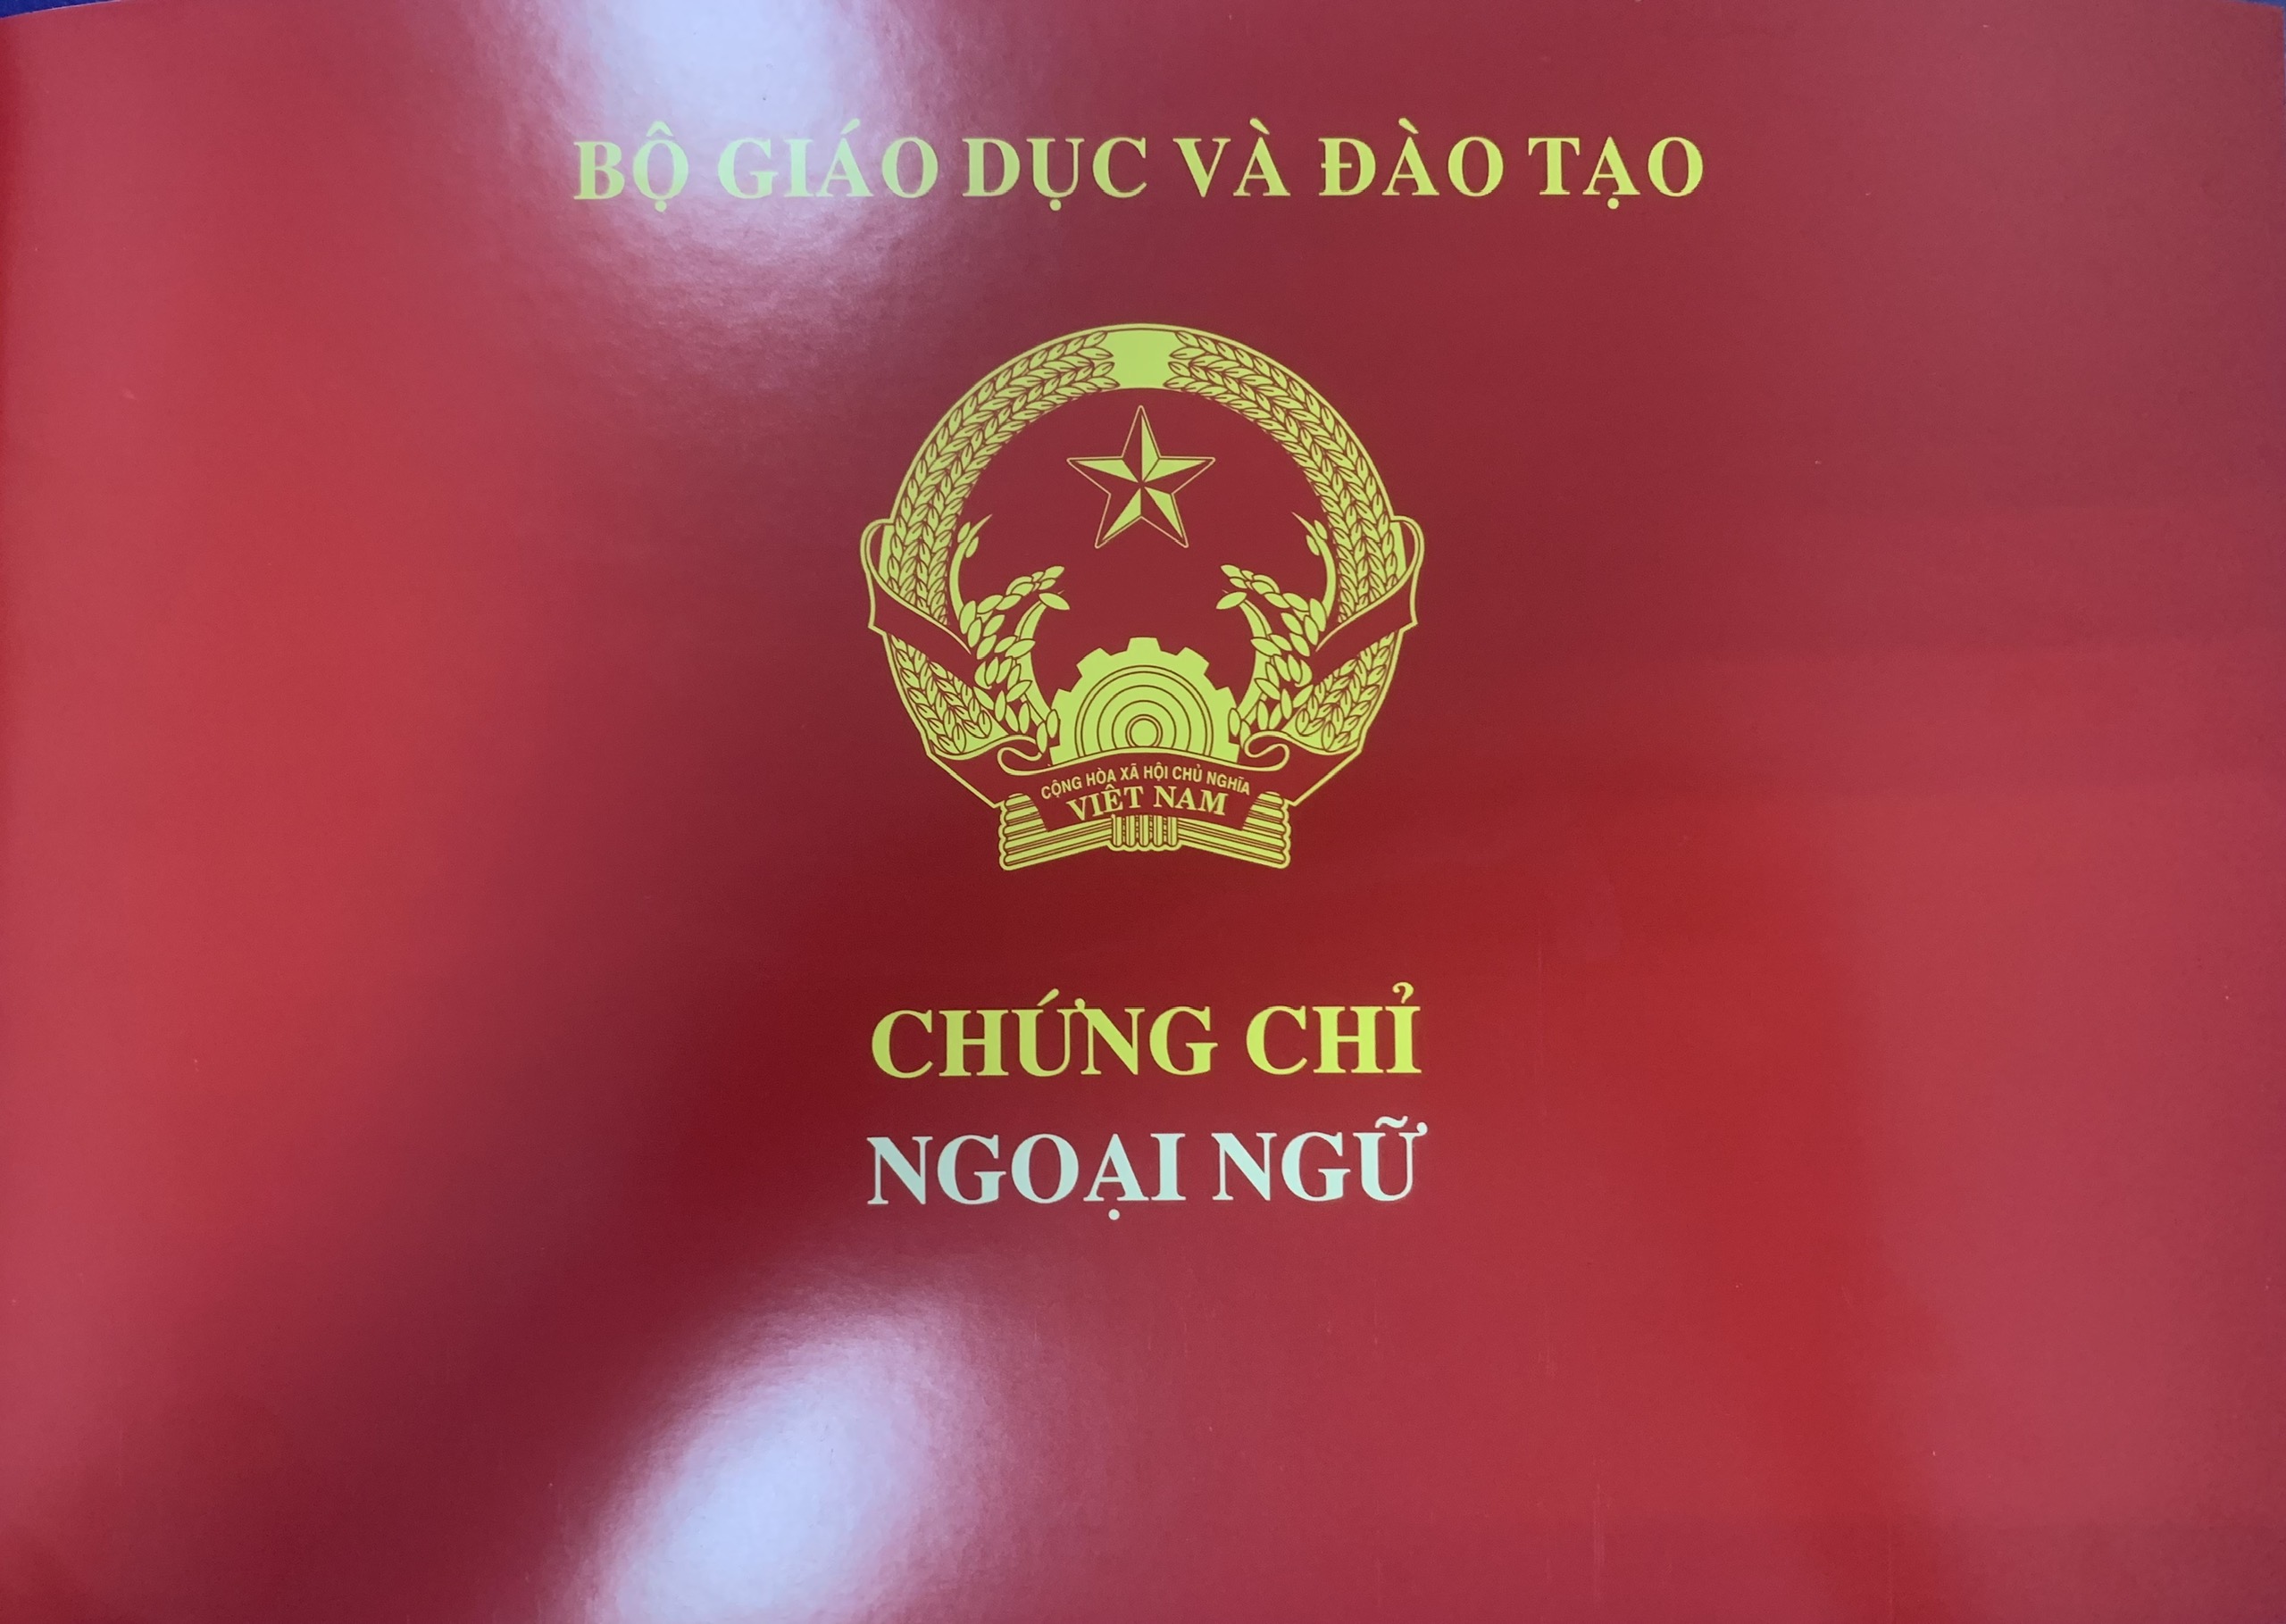 BỘ GIÁO DỤC VÀ ĐÀO TẠO
CỘNG HÒA XÃ HỘI CHỦ NGHĨA
VIỆT NAM
CHỨNG CHỈ
NGOẠI NGỮ